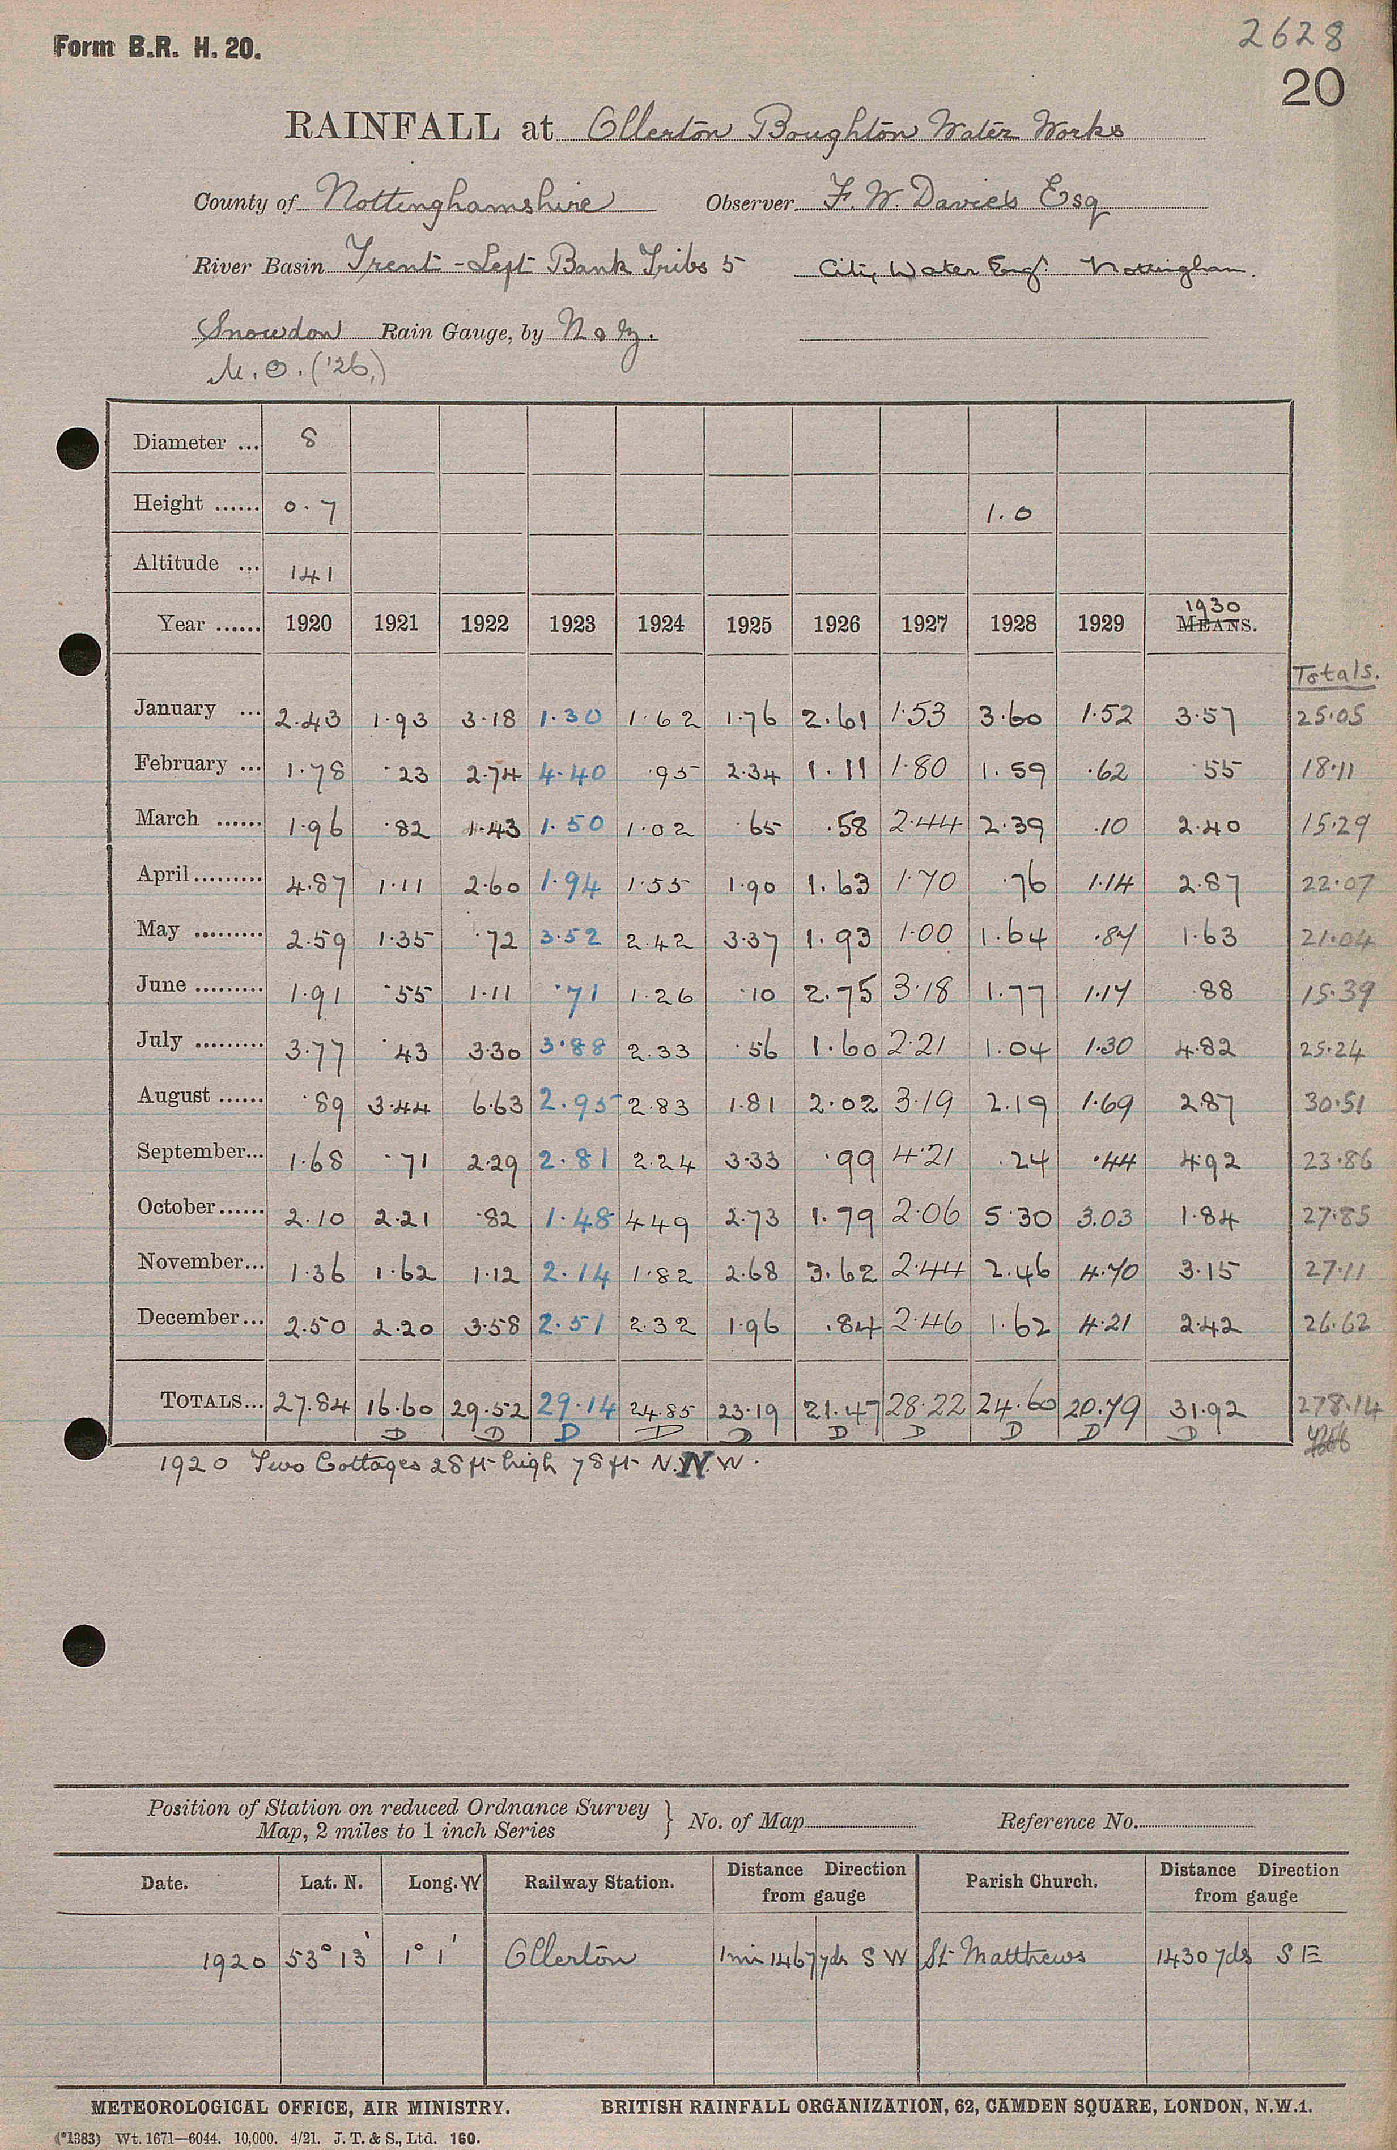 Form B.R. H. 20.
2628
20
RAINFALL at Ollerton Boughton Water Works
County of Nottinghamshire Observer F. W. Davies Esq
River Basin Trent - Left Bank Tribs 5 City Water Engr. Nottingham.
Snowdon Rain Gauge, by N & Z.
M.O. ('26,)
Diameter ... 8
Height ...... 0.7 1.0
Altitude ... 141
Year ...... 1920 1921 1922 1923 1924 1925 1926 1927 1928 1929 1930 MEANS.
Totals.
January ... 2.43 1.93 3.18 1.30 1.62 1.76 2.61 1.53 3.60 1.52 3.57 25.05
February ... 1.78 .23 2.74 4.40 .95 2.34 1.11 1.80 1.59 .62 .55 18.11
March ...... 1.96 .82 1.43 1.50 1.02 .65 .58 2.44 2.39 .10 2.40 15.29
April ......... 4.87 1.11 2.60 1.94 1.55 1.90 1.63 1.70 .76 1.14 2.87 22.07
May ......... 2.59 1.35 .72 3.52 2.42 3.37 1.93 1.00 1.64 .87 1.63 21.04
June ......... 1.91 .55 1.11 .71 1.26 .10 2.75 3.18 1.77 1.17 .88 15.39
July ......... 3.77 .43 3.30 3.88 2.33 .56 1.60 2.21 1.04 1.30 4.82 25.24
August ...... .89 3.44 6.63 2.95 2.83 1.81 2.02 3.19 2.19 1.69 2.87 30.51
September... 1.68 .71 2.29 2.81 2.24 3.33 .99 4.21 .24 .44 4.92 23.86
October ...... 2.10 2.21 .82 1.48 4.49 2.73 1.79 2.06 5.30 3.03 1.84 27.85
November... 1.36 1.62 1.12 2.14 1.82 2.68 3.62 2.44 2.46 4.70 3.15 27.11
December... 2.50 2.20 3.58 2.51 2.32 1.96 .84 2.46 1.62 4.21 2.42 26.62
TOTALS... 27.84 16.60 29.52 29.14 24.85 23.19 21.47 28.22 24.60 20.79 31.92 278.14
D D D D D D D D D D
1920 Two Cottages 28 ft high 78 ft N.N.W.
Position of Station on reduced Ordnance Survey Map, 2 miles to 1 inch Series } No. of Map Reference No.
Date. Lat. N. Long. W Railway Station. Distance Direction from gauge Parish Church. Distance Direction from gauge
1920 53° 13' 1° 1' Ollerton 1 mi 1467 yds S W St Matthews 1430 yds S E
METEOROLOGICAL OFFICE, AIR MINISTRY. BRITISH RAINFALL ORGANIZATION, 62, CAMDEN SQUARE, LONDON, N.W.1.
(*1383) Wt. 1671—6044. 10,000. 4/21. J. T. & S., Ltd. 160.